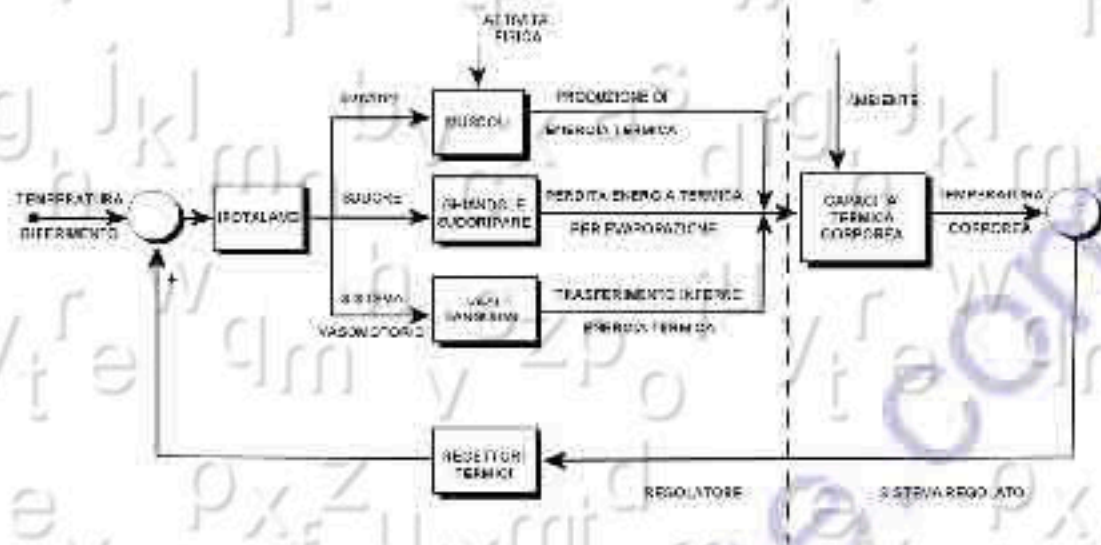 ATTIVITA'
FISICA
BRIVIDI
MUSCOLI
PRODUZIONE DI
ENERGIA TERMICA
AMBIENTE
TEMPERATURA
RIFERIMENTO
IPOTALAMO
SUDORE
GHIANDOLE
SUDORIPARE
PERDITA ENERGIA TERMICA
PER EVAPORAZIONE
CAPACITA'
TERMICA
CORPOREA
TEMPERATURA
CORPOREA
+
SISTEMA
VASOMOTORIO
VASI
SANGUIGNI
TRASFERIMENTO INTERNO
ENERGIA TERMICA
RECETTORI
TERMICI
REGOLATORE
SISTEMA REGOLATO